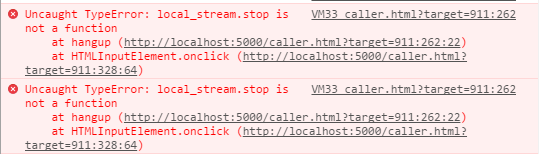 Uncaught TypeError: local_stream.stop is VM33 caller.html?target=911:262
not a function
at hangup (http://localhost:5000/caller.html?target=911:262:22)
at HTMLInputElement.onclick (http://localhost:5000/caller.html?
target=911:328:64)
Uncaught TypeError: local_stream.stop is VM33 caller.html?target=911:262
not a function
at hangup (http://localhost:5000/caller.html?target=911:262:22)
at HTMLInputElement.onclick (http://localhost:5000/caller.html?
target=911:328:64)